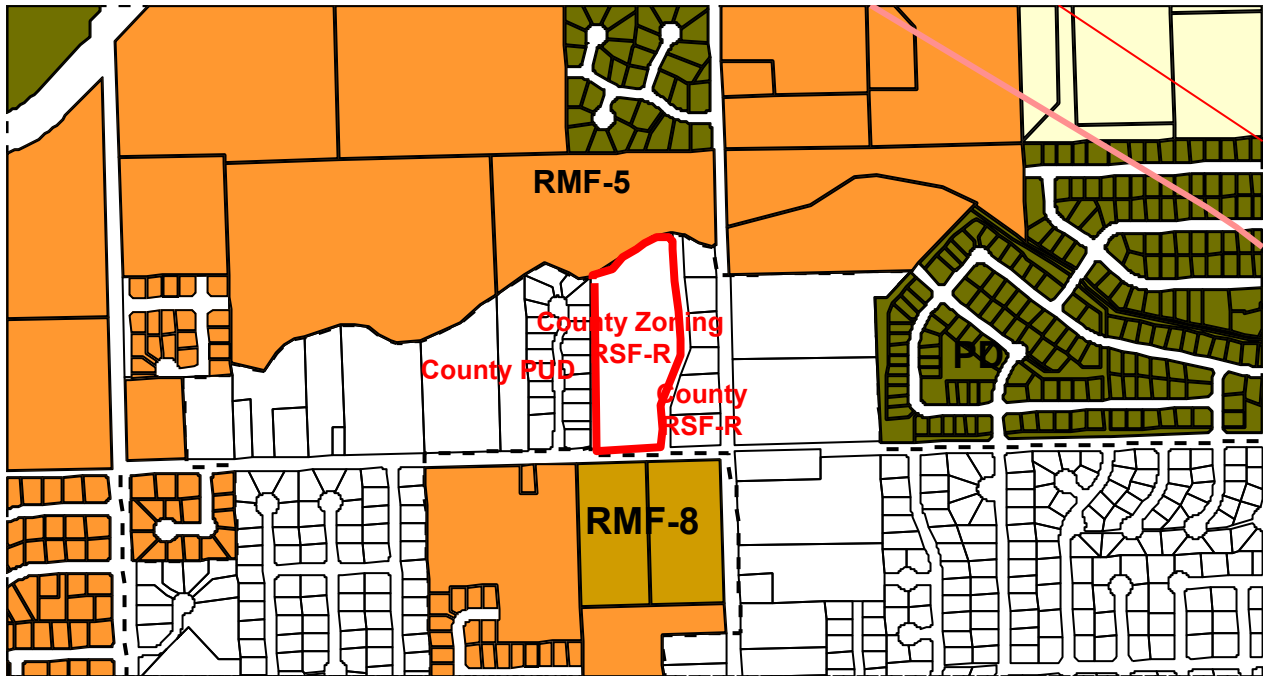 RMF-5
County Zoning
RSF-R
County PUD
PD
County
RSF-R
RMF-8